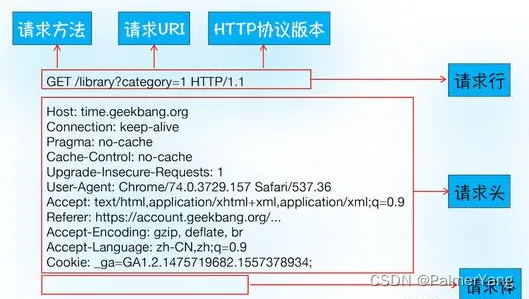 请求方法 请求URI HTTP协议版本
GET /library?category=1 HTTP/1.1
请求行
Host: time.geekbang.org
Connection: keep-alive
Pragma: no-cache
Cache-Control: no-cache
Upgrade-Insecure-Requests: 1
User-Agent: Chrome/74.0.3729.157 Safari/537.36
请求头
Accept: text/html,application/xhtml+xml,application/xml;q=0.9
Referer: https://account.geekbang.org/...
Accept-Encoding: gzip, deflate, br
Accept-Language: zh-CN,zh;q=0.9
Cookie: _ga=GA1.2.1475719682.1557378934;
请求体
CSDN @PalmerYang